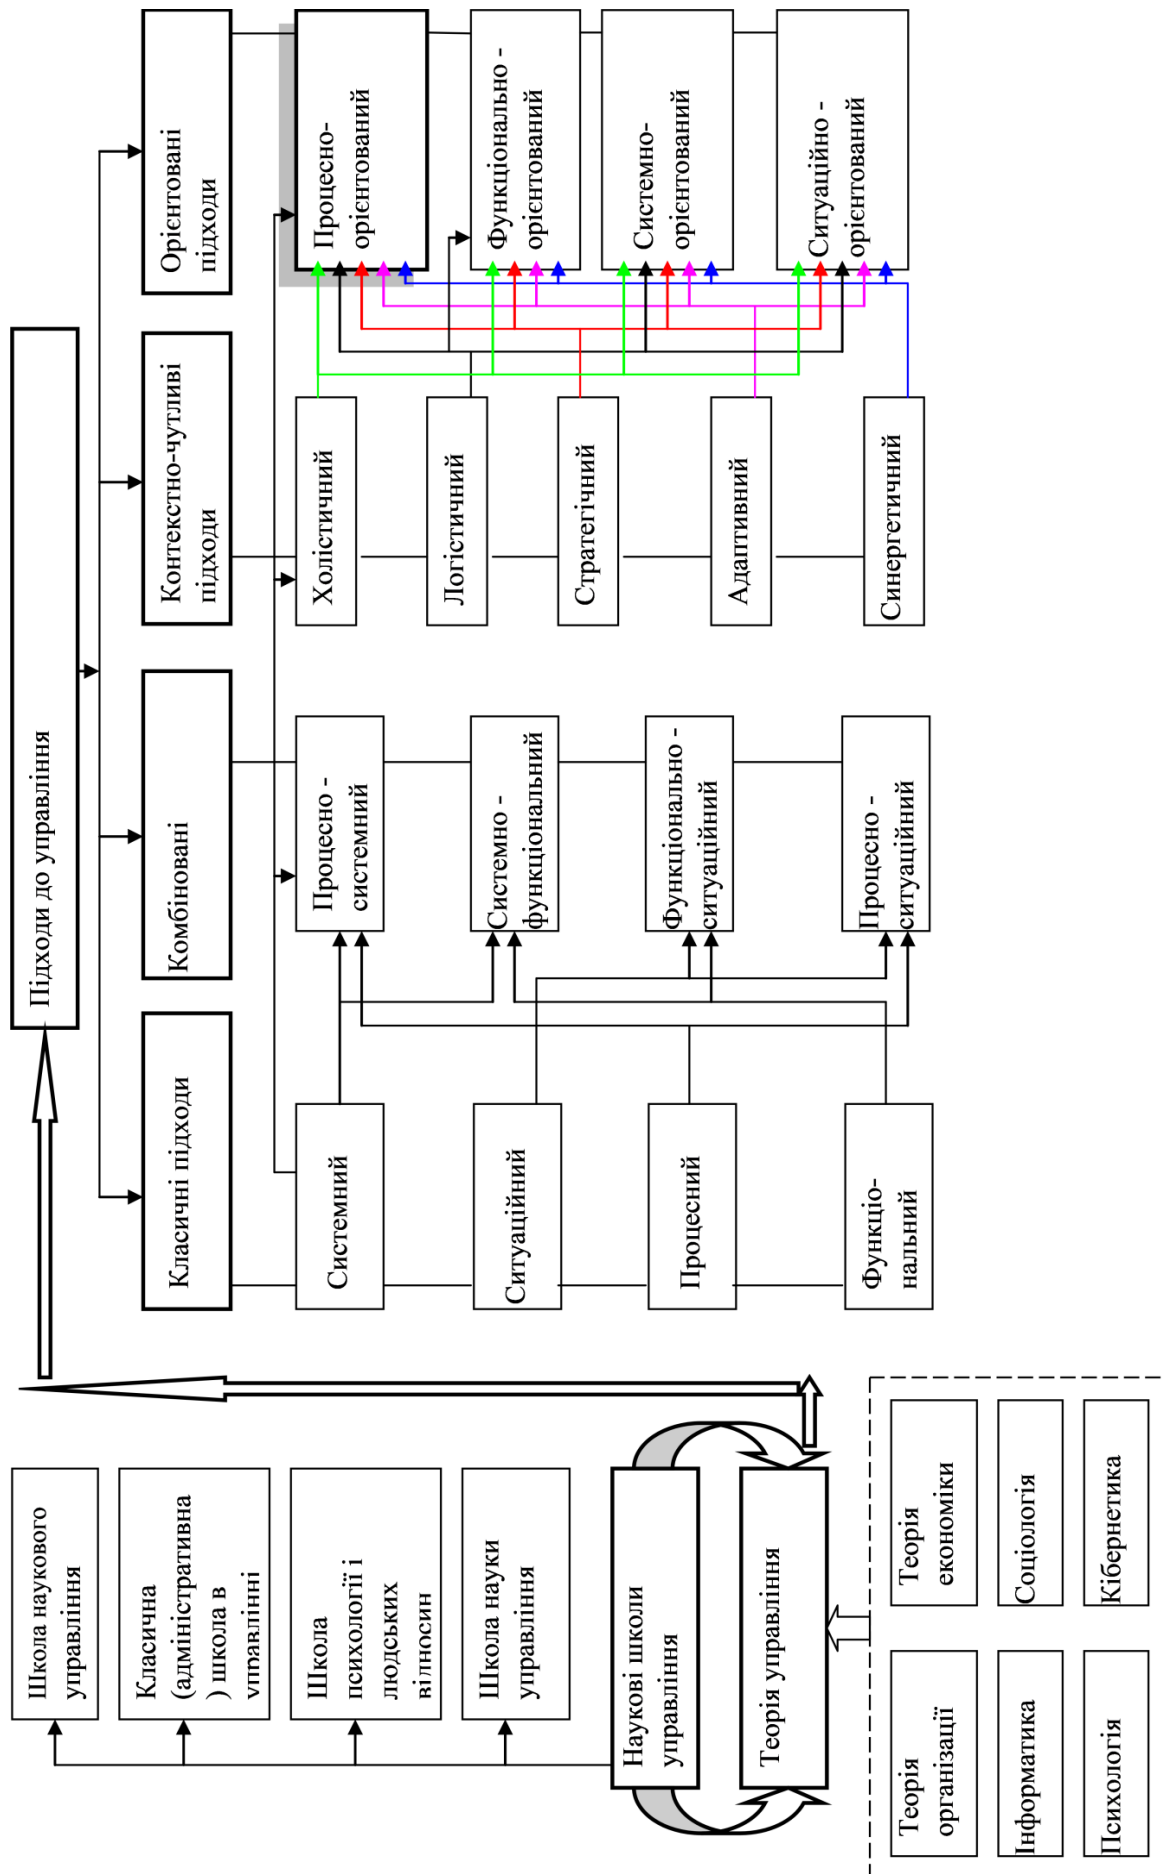 Школа наукового
управління
Класична
(адміністративна
) школа в
управлінні
Школа
психології і
людських
відносин
Школа науки
управління
Наукові школи
управління
Теорія управління
Теорія
організації
Теорія
економіки
Інформатика
Соціологія
Психологія
Кібернетика
Підходи до управління
Класичні підходи
Системний
Ситуаційний
Процесний
Функціо-
нальний
Комбіновані
Процесно -
системний
Системно -
функціональний
Функціонально -
ситуаційний
Процесно -
ситуаційний
Контекстно-чутливі
підходи
Холістичний
Логістичний
Стратегічний
Адаптивний
Синергетичний
Орієнтовані
підходи
Процесно-
орієнтований
Функціонально -
орієнтований
Системно-
орієнтований
Ситуаційно -
орієнтований